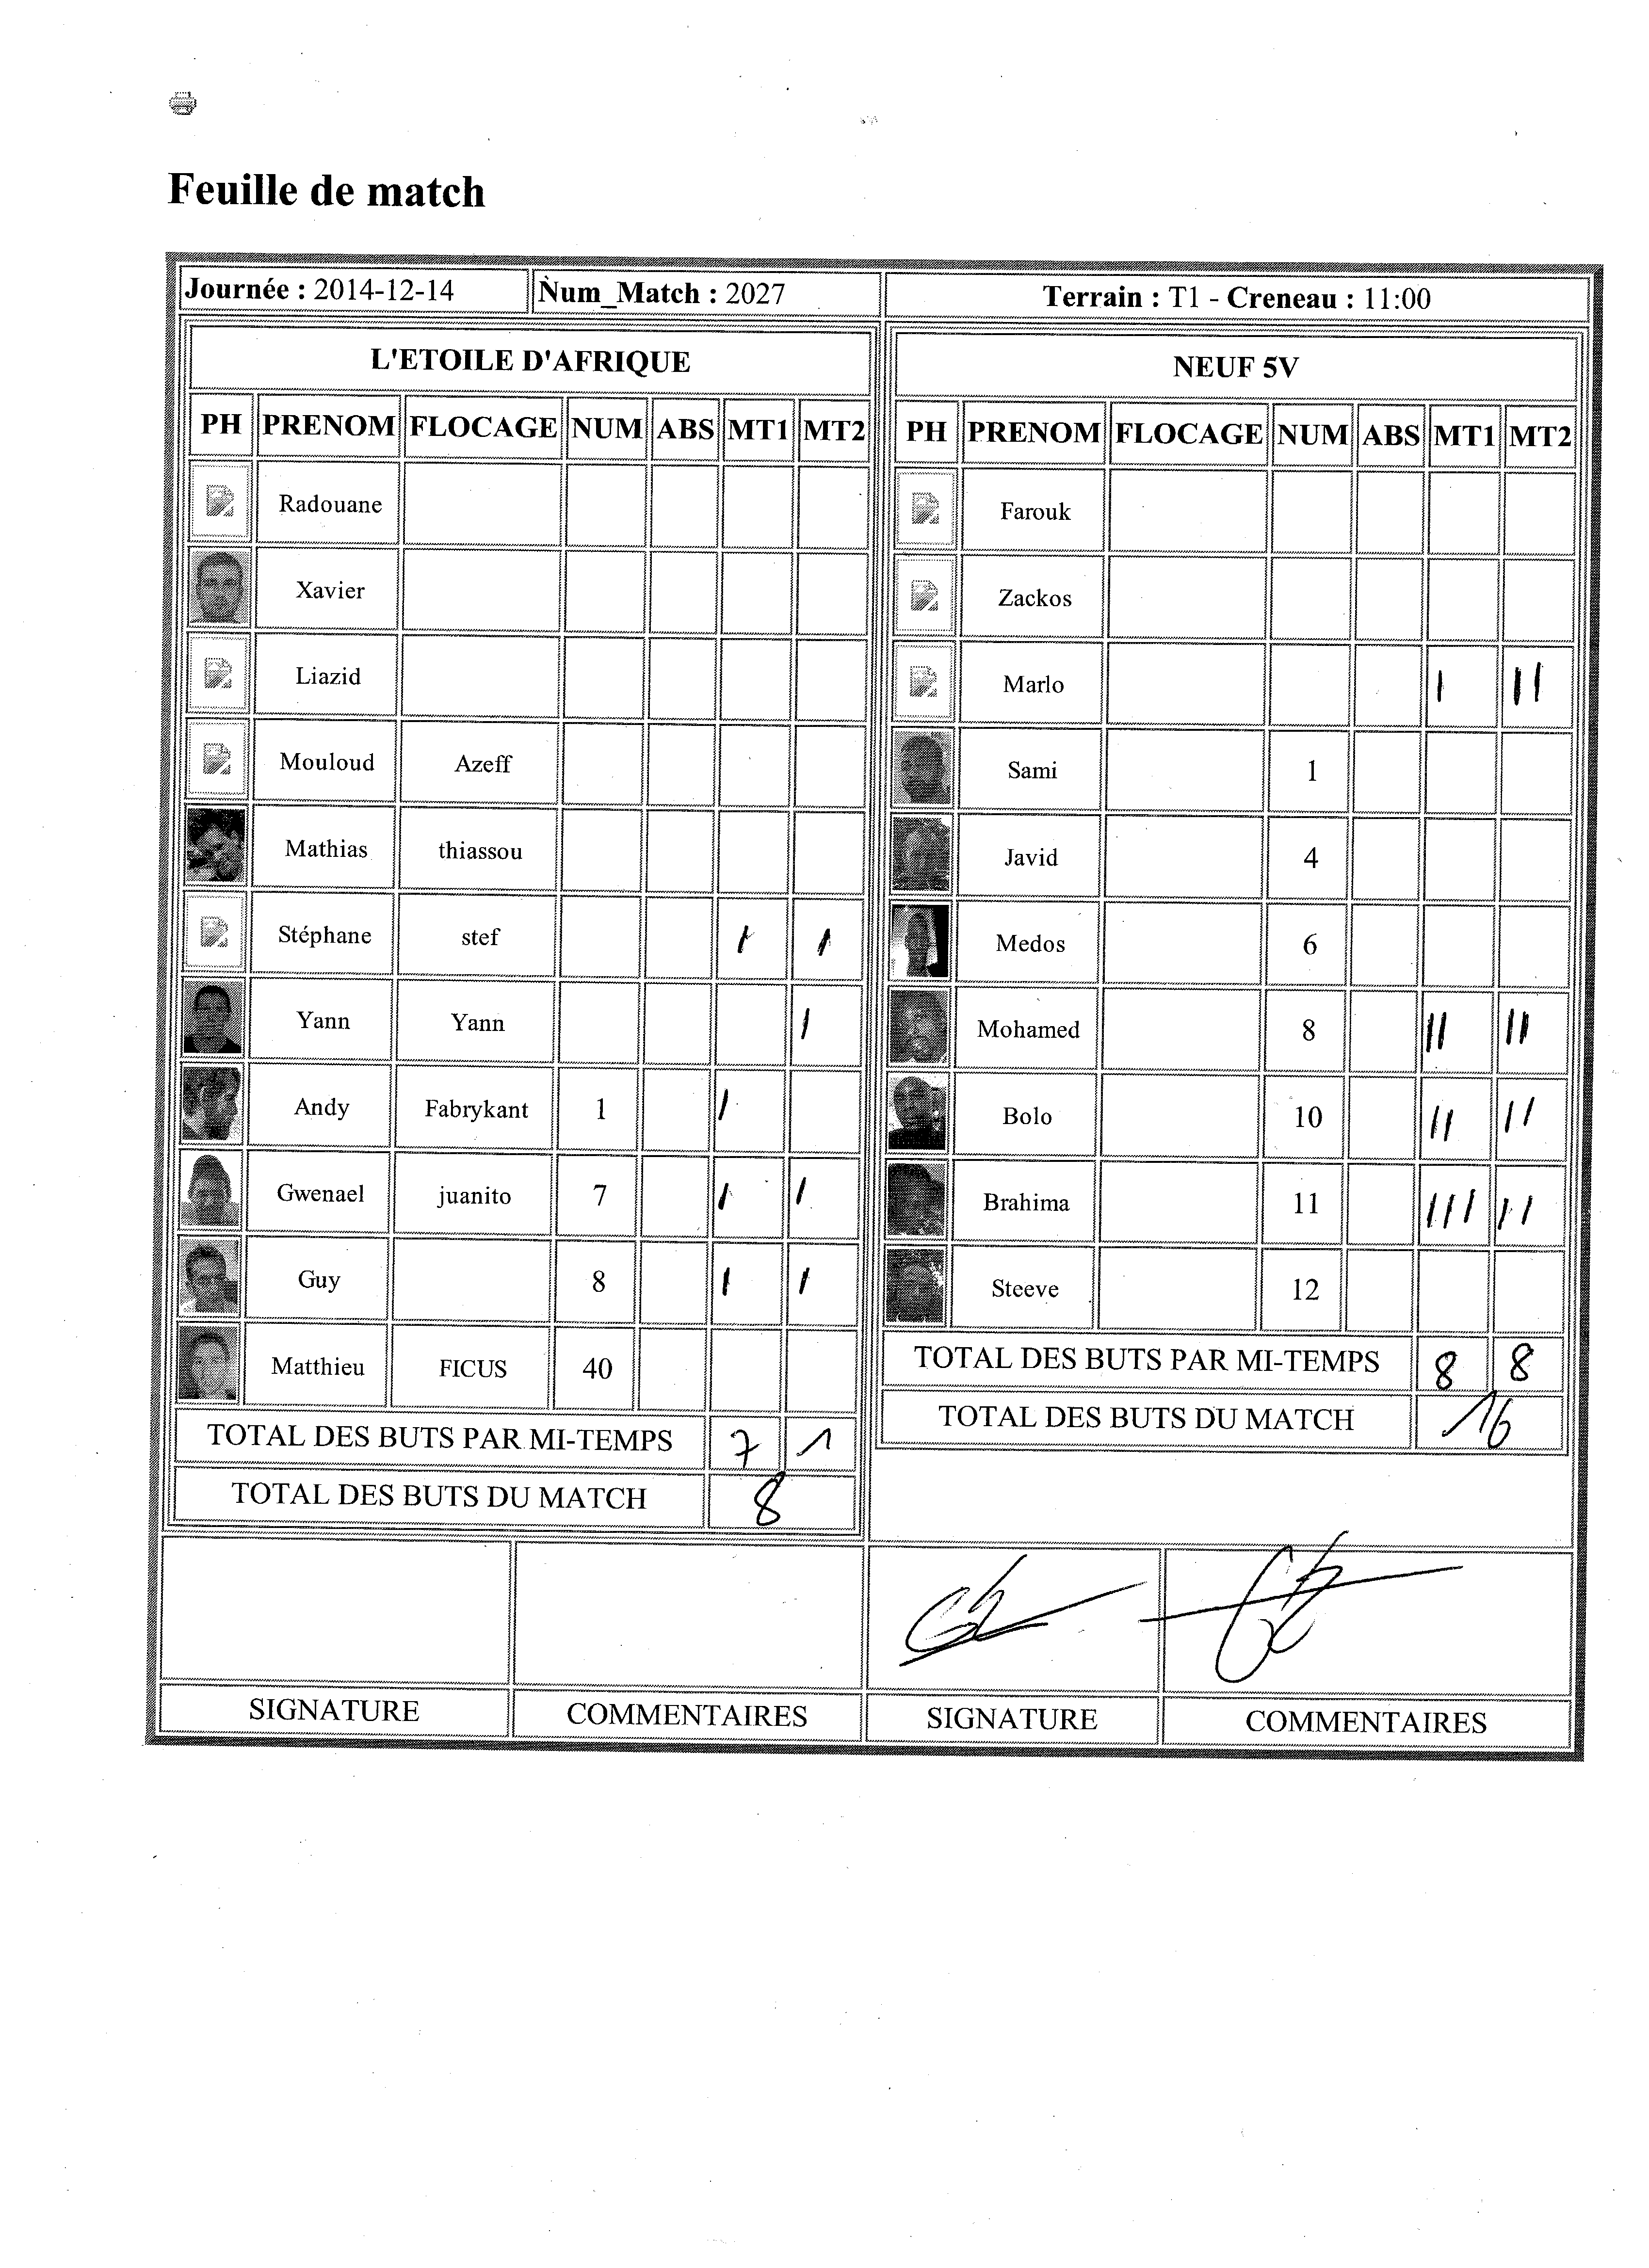 Feuille de match
Journée : 2014-12-14 Num_Match : 2027 Terrain : T1 - Creneau : 11:00
L'ETOILE D'AFRIQUE
PH PRENOM FLOCAGE NUM ABS MT1 MT2
Radouane
Xavier
Liazid
Mouloud Azeff
Mathias thiassou
Stéphane stef I I
Yann Yann I
Andy Fabrykant 1 I
Gwenael juanito 7 I I
Guy 8 I I
Matthieu FICUS 40
TOTAL DES BUTS PAR MI-TEMPS 7 1
TOTAL DES BUTS DU MATCH 8
SIGNATURE COMMENTAIRES
NEUF 5V
PH PRENOM FLOCAGE NUM ABS MT1 MT2
Farouk
Zackos
Marlo I II
Sami 1
Javid 4
Medos 6
Mohamed 8 II II
Bolo 10 II II
Brahima 11 III II
Steeve 12
TOTAL DES BUTS PAR MI-TEMPS 8 8
TOTAL DES BUTS DU MATCH 16
SIGNATURE COMMENTAIRES